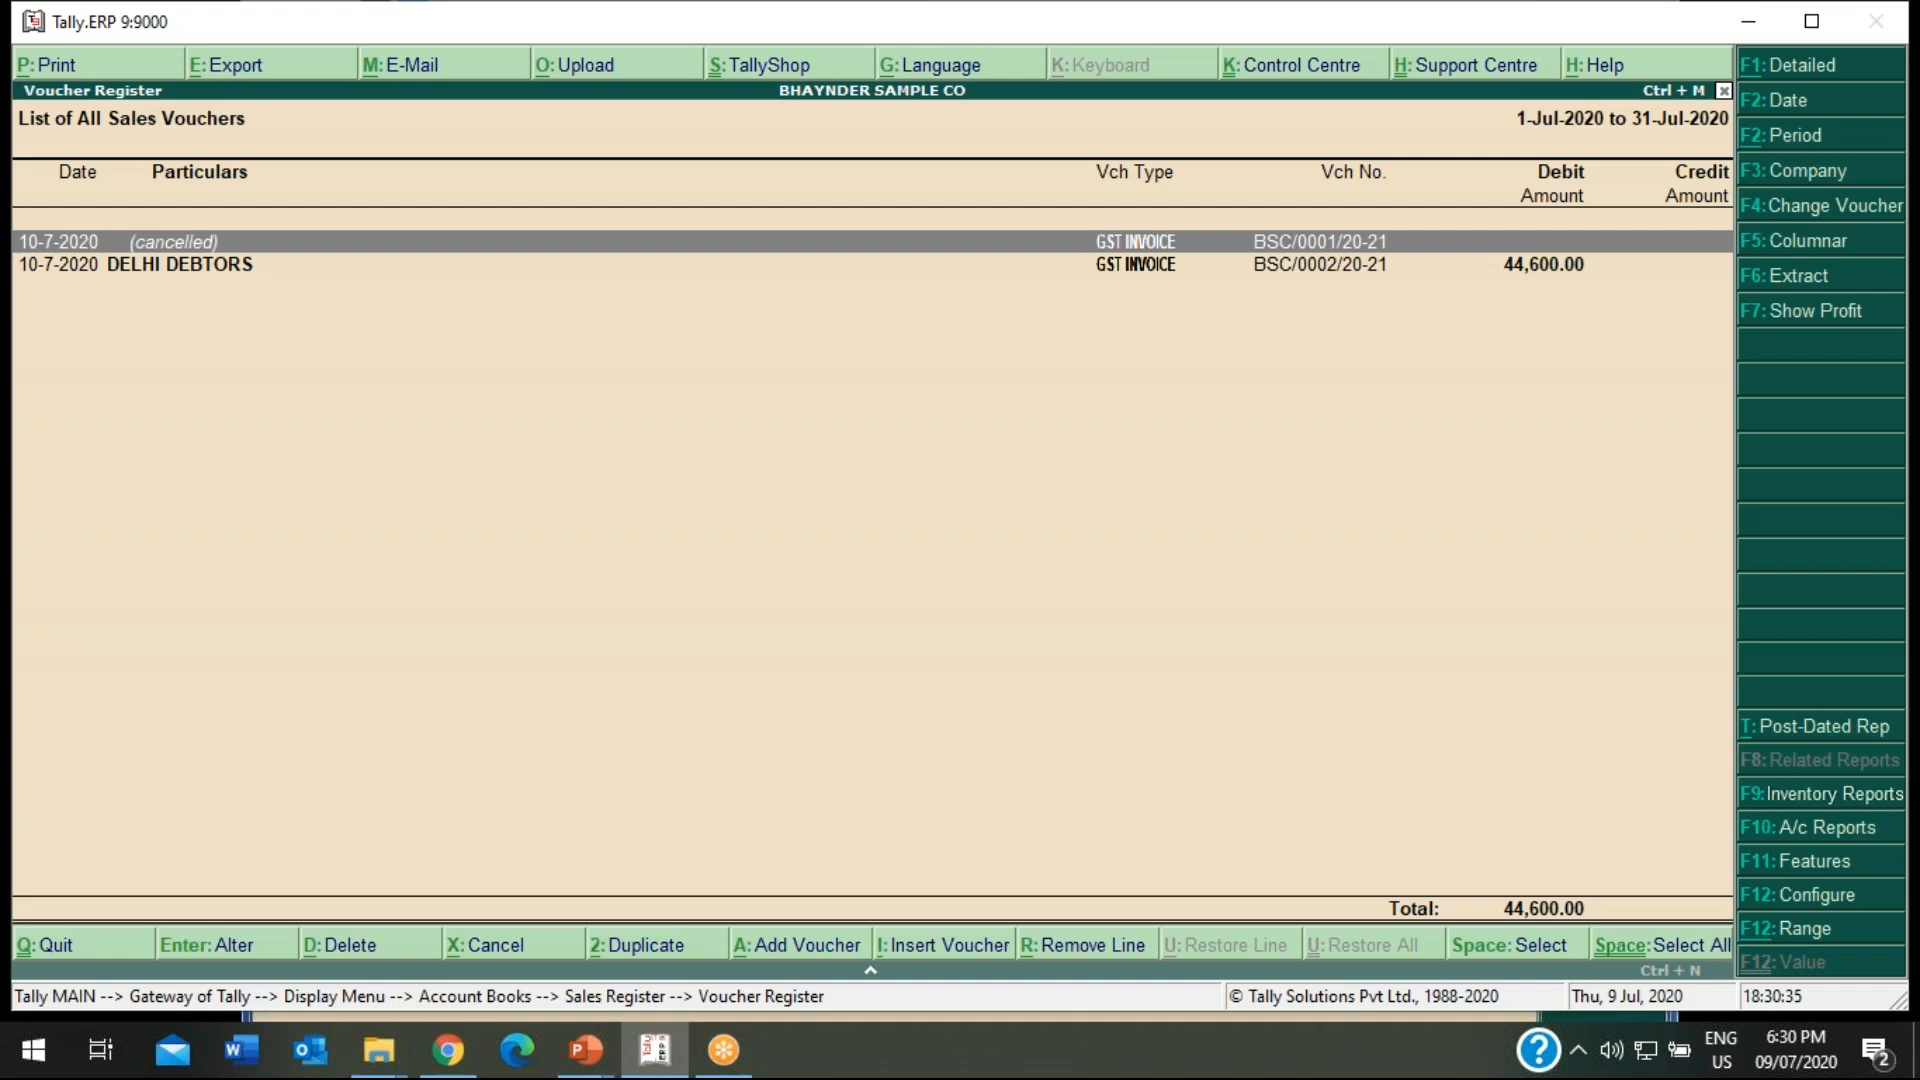 Tally.ERP 9:9000
P: Print E: Export M: E-Mail O: Upload S: TallyShop G: Language K: Keyboard K: Control Centre H: Support Centre H: Help
Voucher Register BHAYNDER SAMPLE CO Ctrl + M
List of All Sales Vouchers 1-Jul-2020 to 31-Jul-2020
Date Particulars Vch Type Vch No. Debit Credit
Amount Amount
10-7-2020 (cancelled) GST INVOICE BSC/0001/20-21
10-7-2020 DELHI DEBTORS GST INVOICE BSC/0002/20-21 44,600.00
Total: 44,600.00
F1: Detailed
F2: Date
F2: Period
F3: Company
F4: Change Voucher
F5: Columnar
F6: Extract
F7: Show Profit
T: Post-Dated Rep
F8: Related Reports
F9: Inventory Reports
F10: A/c Reports
F11: Features
F12: Configure
F12: Range
F12: Value
Q: Quit Enter: Alter D: Delete X: Cancel 2: Duplicate A: Add Voucher I: Insert Voucher R: Remove Line U: Restore Line U: Restore All Space: Select Space: Select All
Ctrl + N
Tally MAIN --> Gateway of Tally --> Display Menu --> Account Books --> Sales Register --> Voucher Register © Tally Solutions Pvt Ltd., 1988-2020 Thu, 9 Jul, 2020 18:30:35
ENG 6:30 PM
US 09/07/2020 2